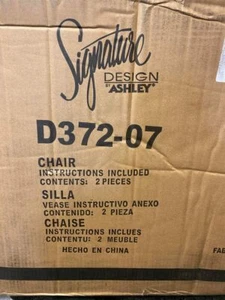 Signature
DESIGN
BY ASHLEY®
D372-07
CHAIR
INSTRUCTIONS INCLUDED
CONTENTS: 2 PIECES
SILLA
VEASE INSTRUCTIVO ANEXO
CONTENIDO: 2 PIEZA
CHAISE
INSTRUCTIONS INCLUES
CONTENTU: 2 MEUBLE
HECHO EN CHINA
FAB